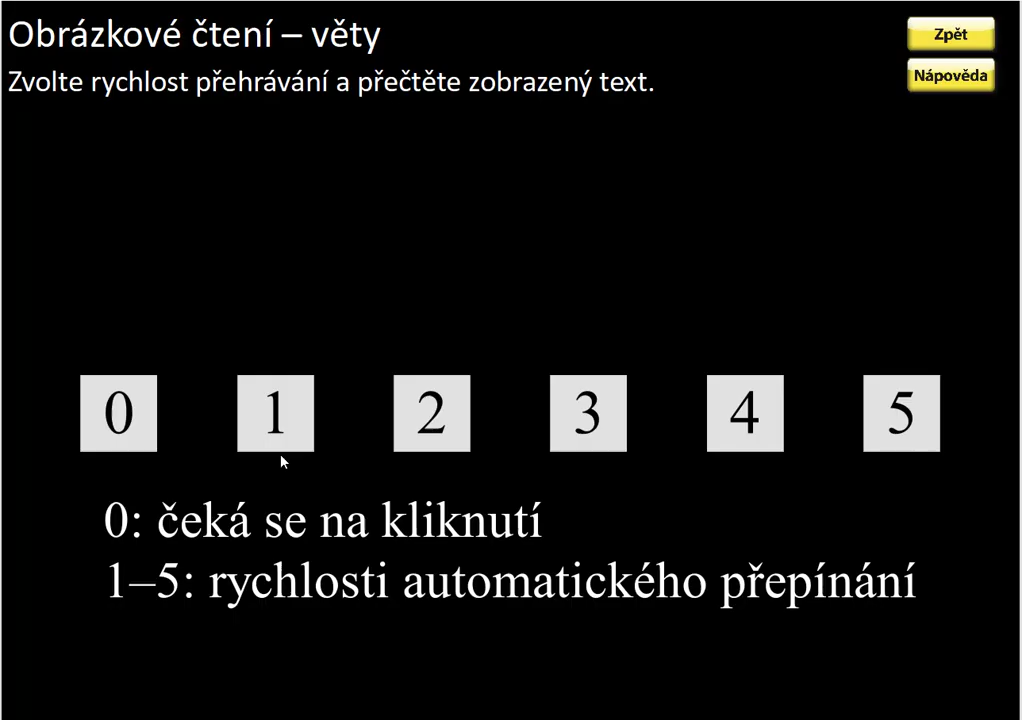 Obrázkové čtení – věty
Zpět
Zvolte rychlost přehrávání a přečtěte zobrazený text.
Nápověda
0 1 2 3 4 5
0: čeká se na kliknutí
1–5: rychlosti automatického přepínání